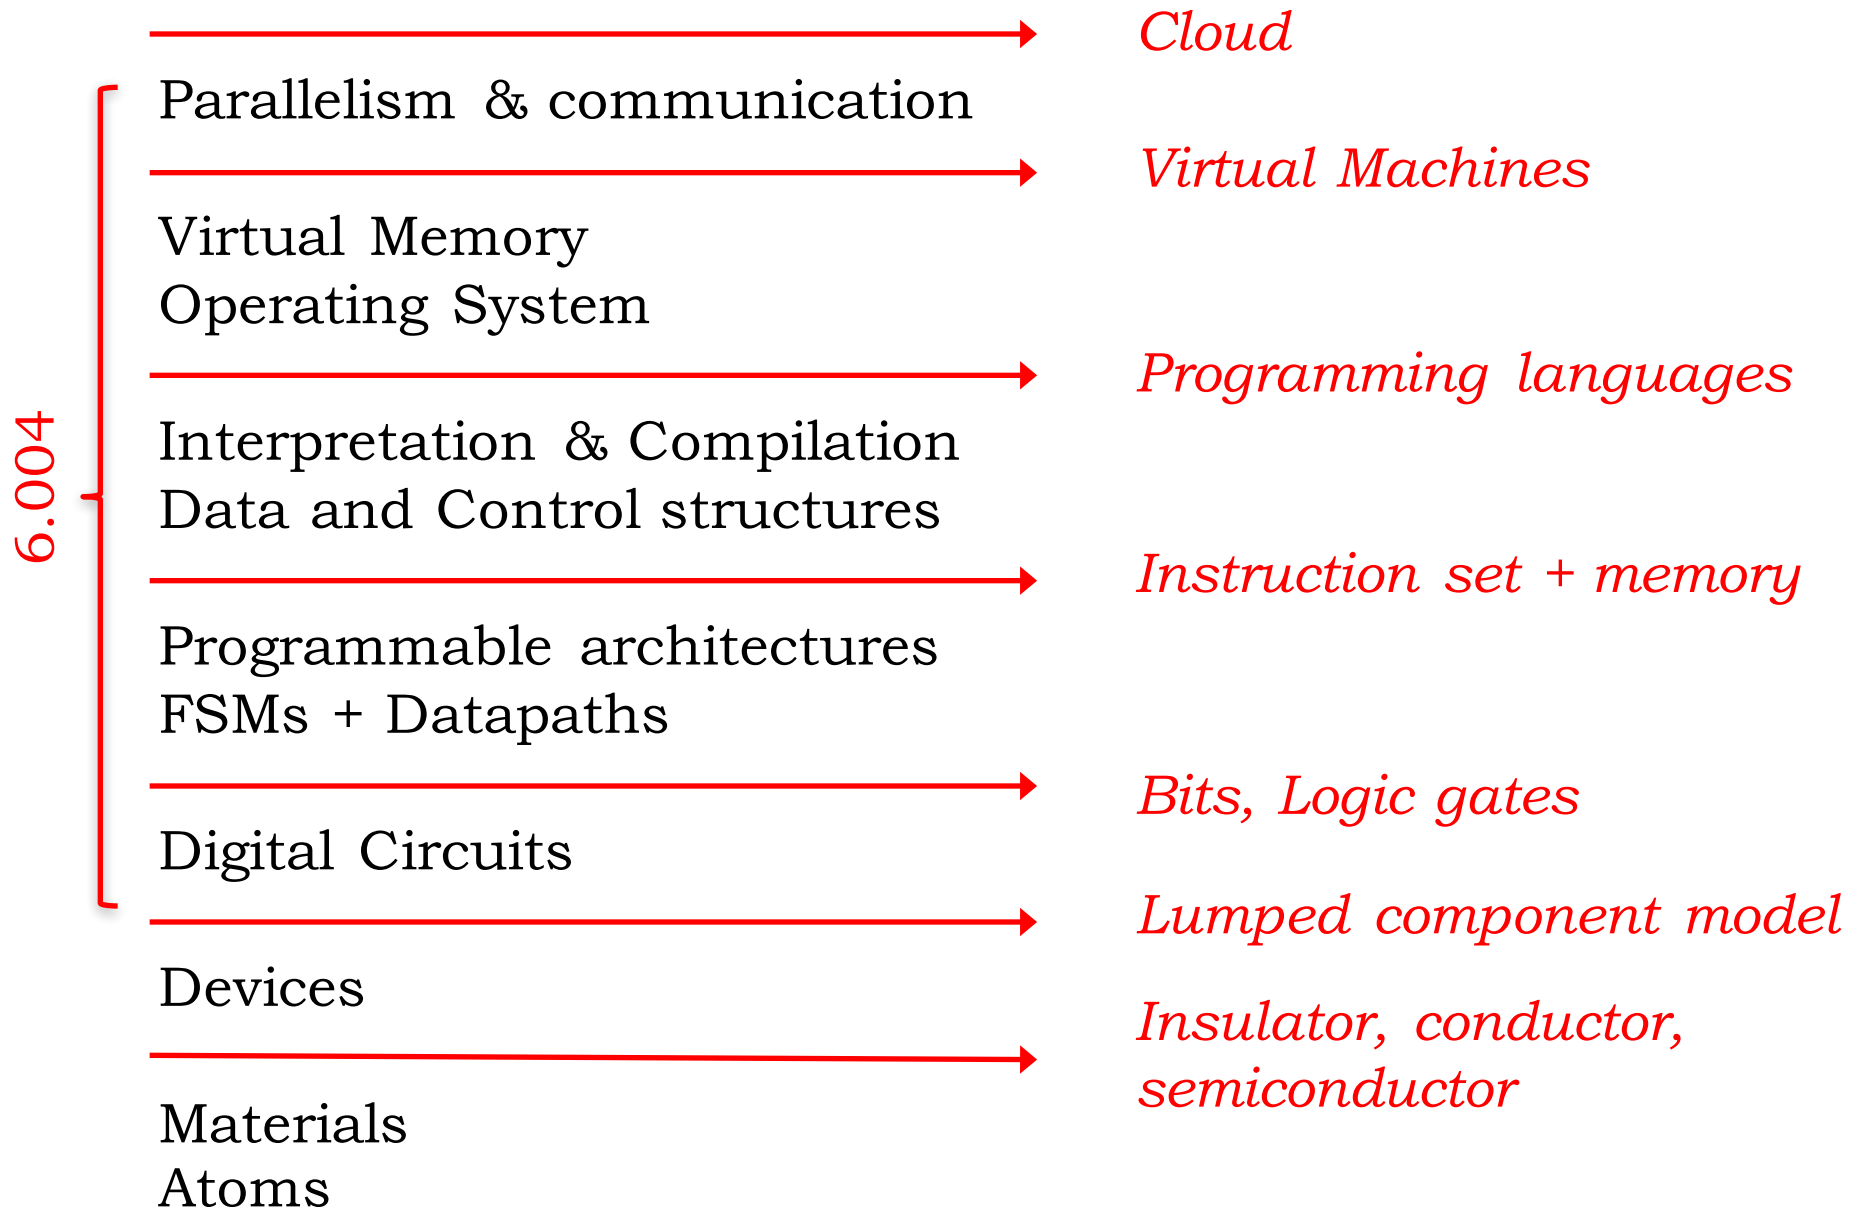 Cloud
Parallelism & communication
Virtual Machines
Virtual Memory
Operating System
Programming languages
Interpretation & Compilation
Data and Control structures
6.004
Instruction set + memory
Programmable architectures
FSMs + Datapaths
Bits, Logic gates
Digital Circuits
Lumped component model
Devices
Insulator, conductor,
semiconductor
Materials
Atoms